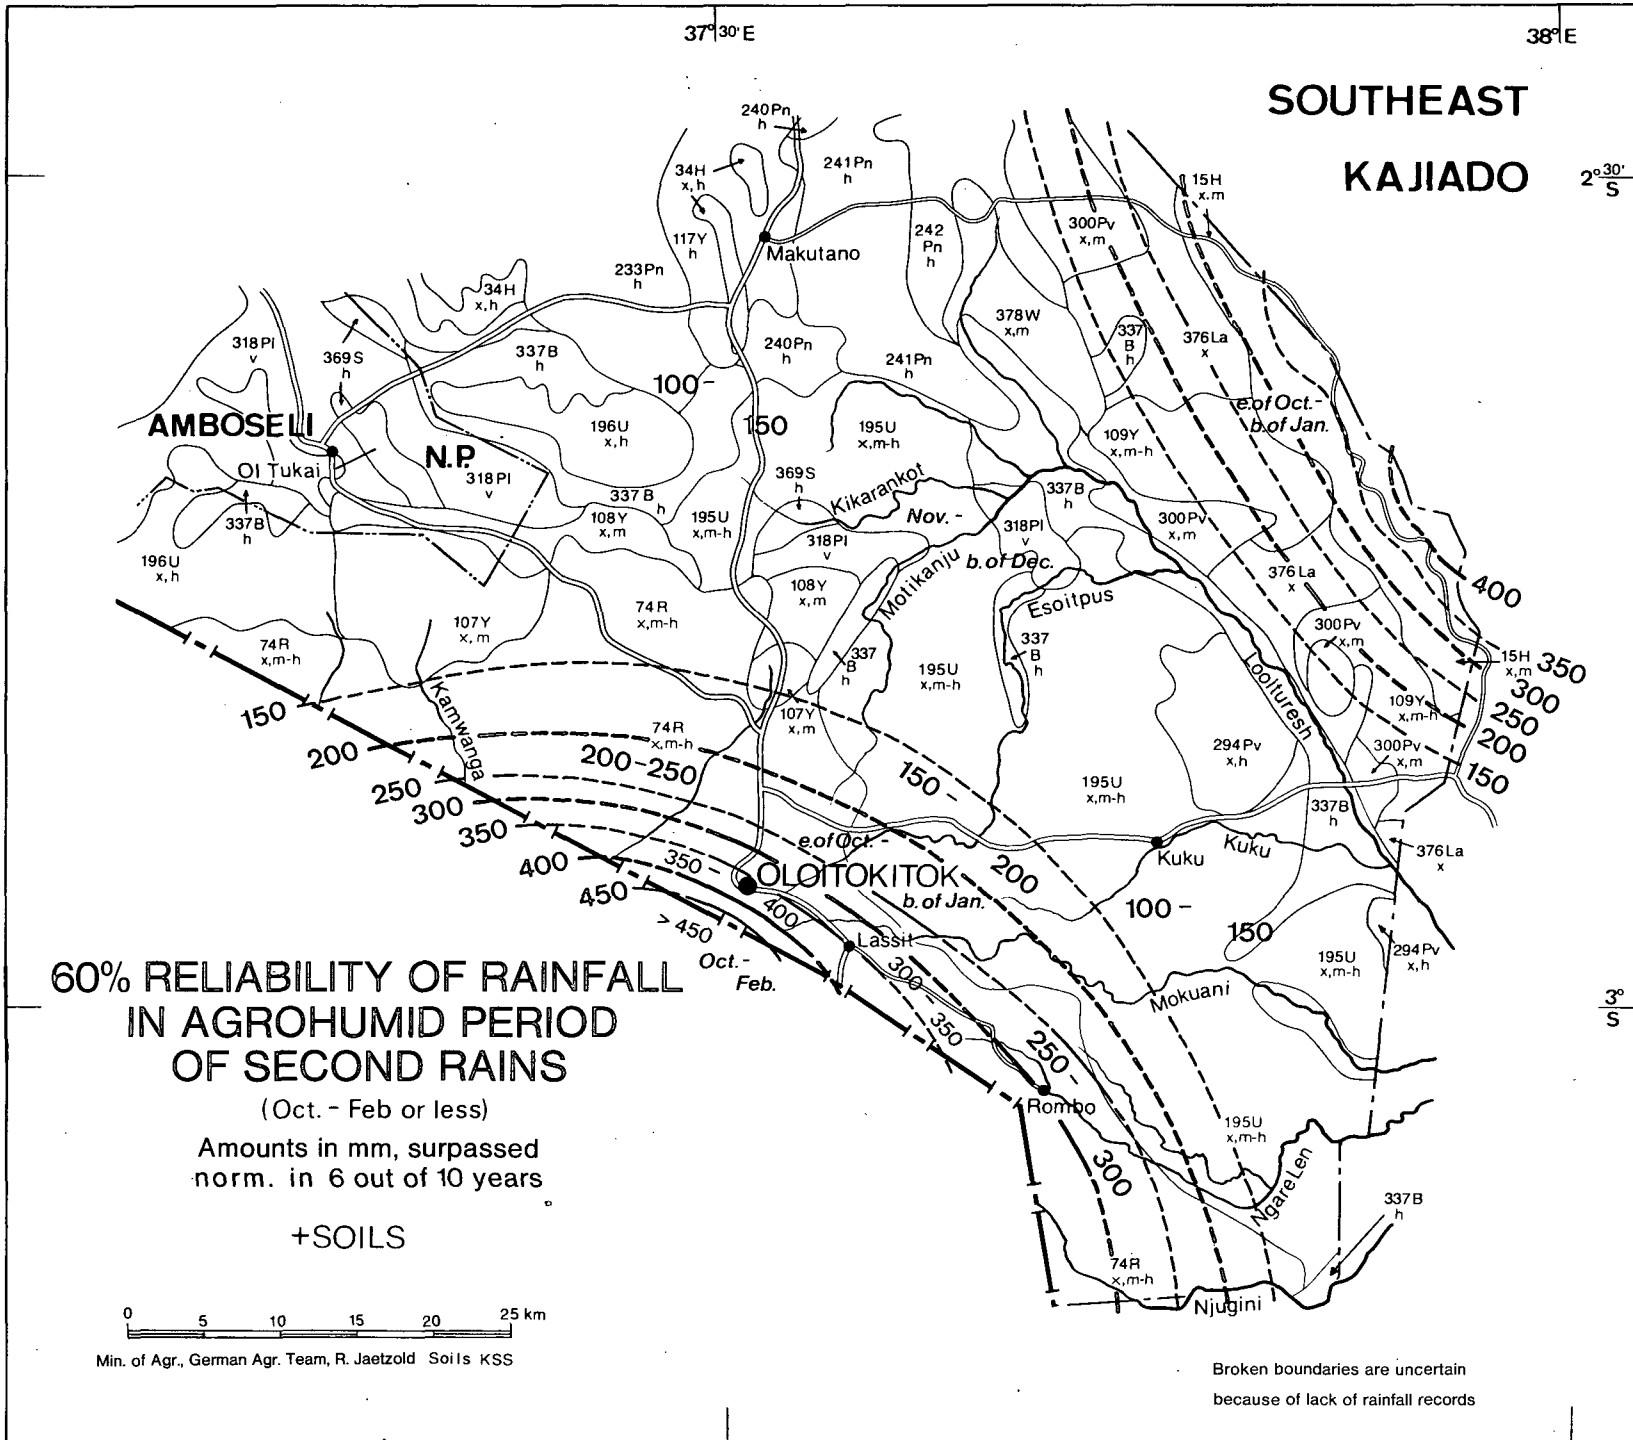 37° 30' E
38° E
SOUTHEAST
KAJIADO
2° 30'
S
240Pn
h
34H
x,h
241Pn
h
15H
x,m
117Y
h
242
Pn
h
300Pv
x,m
Makutano
233Pn
h
34H
x,h
378W
x,m
318Pl
v
369S
h
337B
h
240Pn
h
241Pn
h
337
B
h
376La
x
100-
150
e.of Oct.-
b.of Jan.
AMBOSELI
N.P.
196U
x,h
195U
x,m-h
109Y
x,m-h
Ol Tukai
318Pl
v
369S
h
Kikarankot
337B
h
337B
h
108Y
x,m
195U
x,m-h
Nov.-
b.of Dec.
318Pl
v
337B
h
300Pv
x,m
196U
x,h
318Pl
v
Motikanju
108Y
x,m
376La
x
400
Esoitpus
74R
x,m-h
107Y
x,m
74R
x,m-h
337
B
h
337
B
h
195U
x,m-h
300Pv
x,m
15H
x,m
350
300
250
200
150
Loolturesh
109Y
x,m-h
150
Kamwanga
107Y
x,m
200
74R
x,m-h
200-250
150-
294Pv
x,h
300Pv
x,m
250
300
350
195U
x,m-h
337B
h
e.of Oct.-
b.of Jan.
Kuku
Kuku
376La
x
400
350-
450
OLOITOKITOK
200
400
> 450
100-
150
Lassit
Oct.-
Feb.
195U
x,m-h
294Pv
x,h
300-
350
Mokuani
3°
S
60% RELIABILITY OF RAINFALL
IN AGROHUMID PERIOD
OF SECOND RAINS
(Oct. - Feb or less)
Amounts in mm, surpassed
norm. in 6 out of 10 years
+SOILS
250-
Rombo
300
195U
x,m-h
Ngare Len
337B
h
74R
x,m-h
Njugini
0 5 10 15 20 25 km
Min. of Agr., German Agr. Team, R. Jaetzold Soils KSS
Broken boundaries are uncertain
because of lack of rainfall records